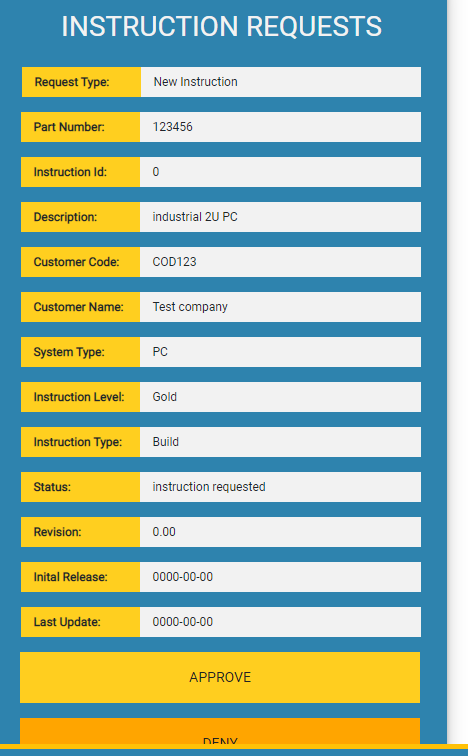 INSTRUCTION REQUESTS
Request Type: New Instruction
Part Number: 123456
Instruction Id: 0
Description: industrial 2U PC
Customer Code: COD123
Customer Name: Test company
System Type: PC
Instruction Level: Gold
Instruction Type: Build
Status: instruction requested
Revision: 0.00
Inital Release: 0000-00-00
Last Update: 0000-00-00
APPROVE
DENY